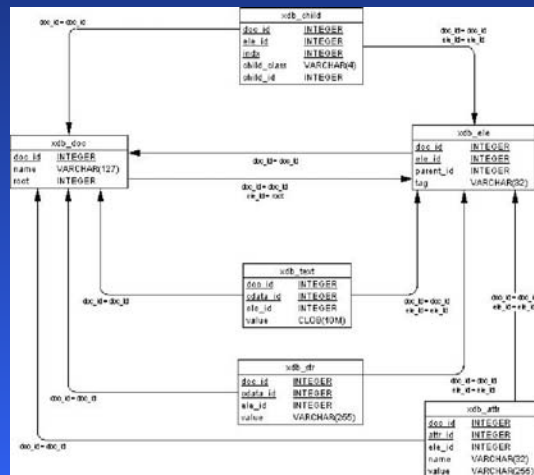 xdb_child
doc_id INTEGER
ele_id INTEGER
indx INTEGER
child_class VARCHAR(4)
child_id INTEGER
doc_id = doc_id
doc_id = doc_id
ele_id = ele_id
xdb_doc
doc_id INTEGER
name VARCHAR(127)
root INTEGER
xdb_ele
doc_id INTEGER
ele_id INTEGER
parent_id INTEGER
tag VARCHAR(32)
doc_id = doc_id
doc_id = doc_id
ele_id = root
xdb_text
doc_id INTEGER
cdata_id INTEGER
ele_id INTEGER
value CLOB(10M)
doc_id = doc_id
doc_id = doc_id
ele_id = ele_id
doc_id = doc_id
ele_id = ele_id
xdb_str
doc_id INTEGER
cdata_id INTEGER
ele_id INTEGER
value VARCHAR(255)
doc_id = doc_id
doc_id = doc_id
ele_id = ele_id
xdb_attr
doc_id INTEGER
attr_id INTEGER
ele_id INTEGER
name VARCHAR(32)
value VARCHAR(255)
doc_id = doc_id